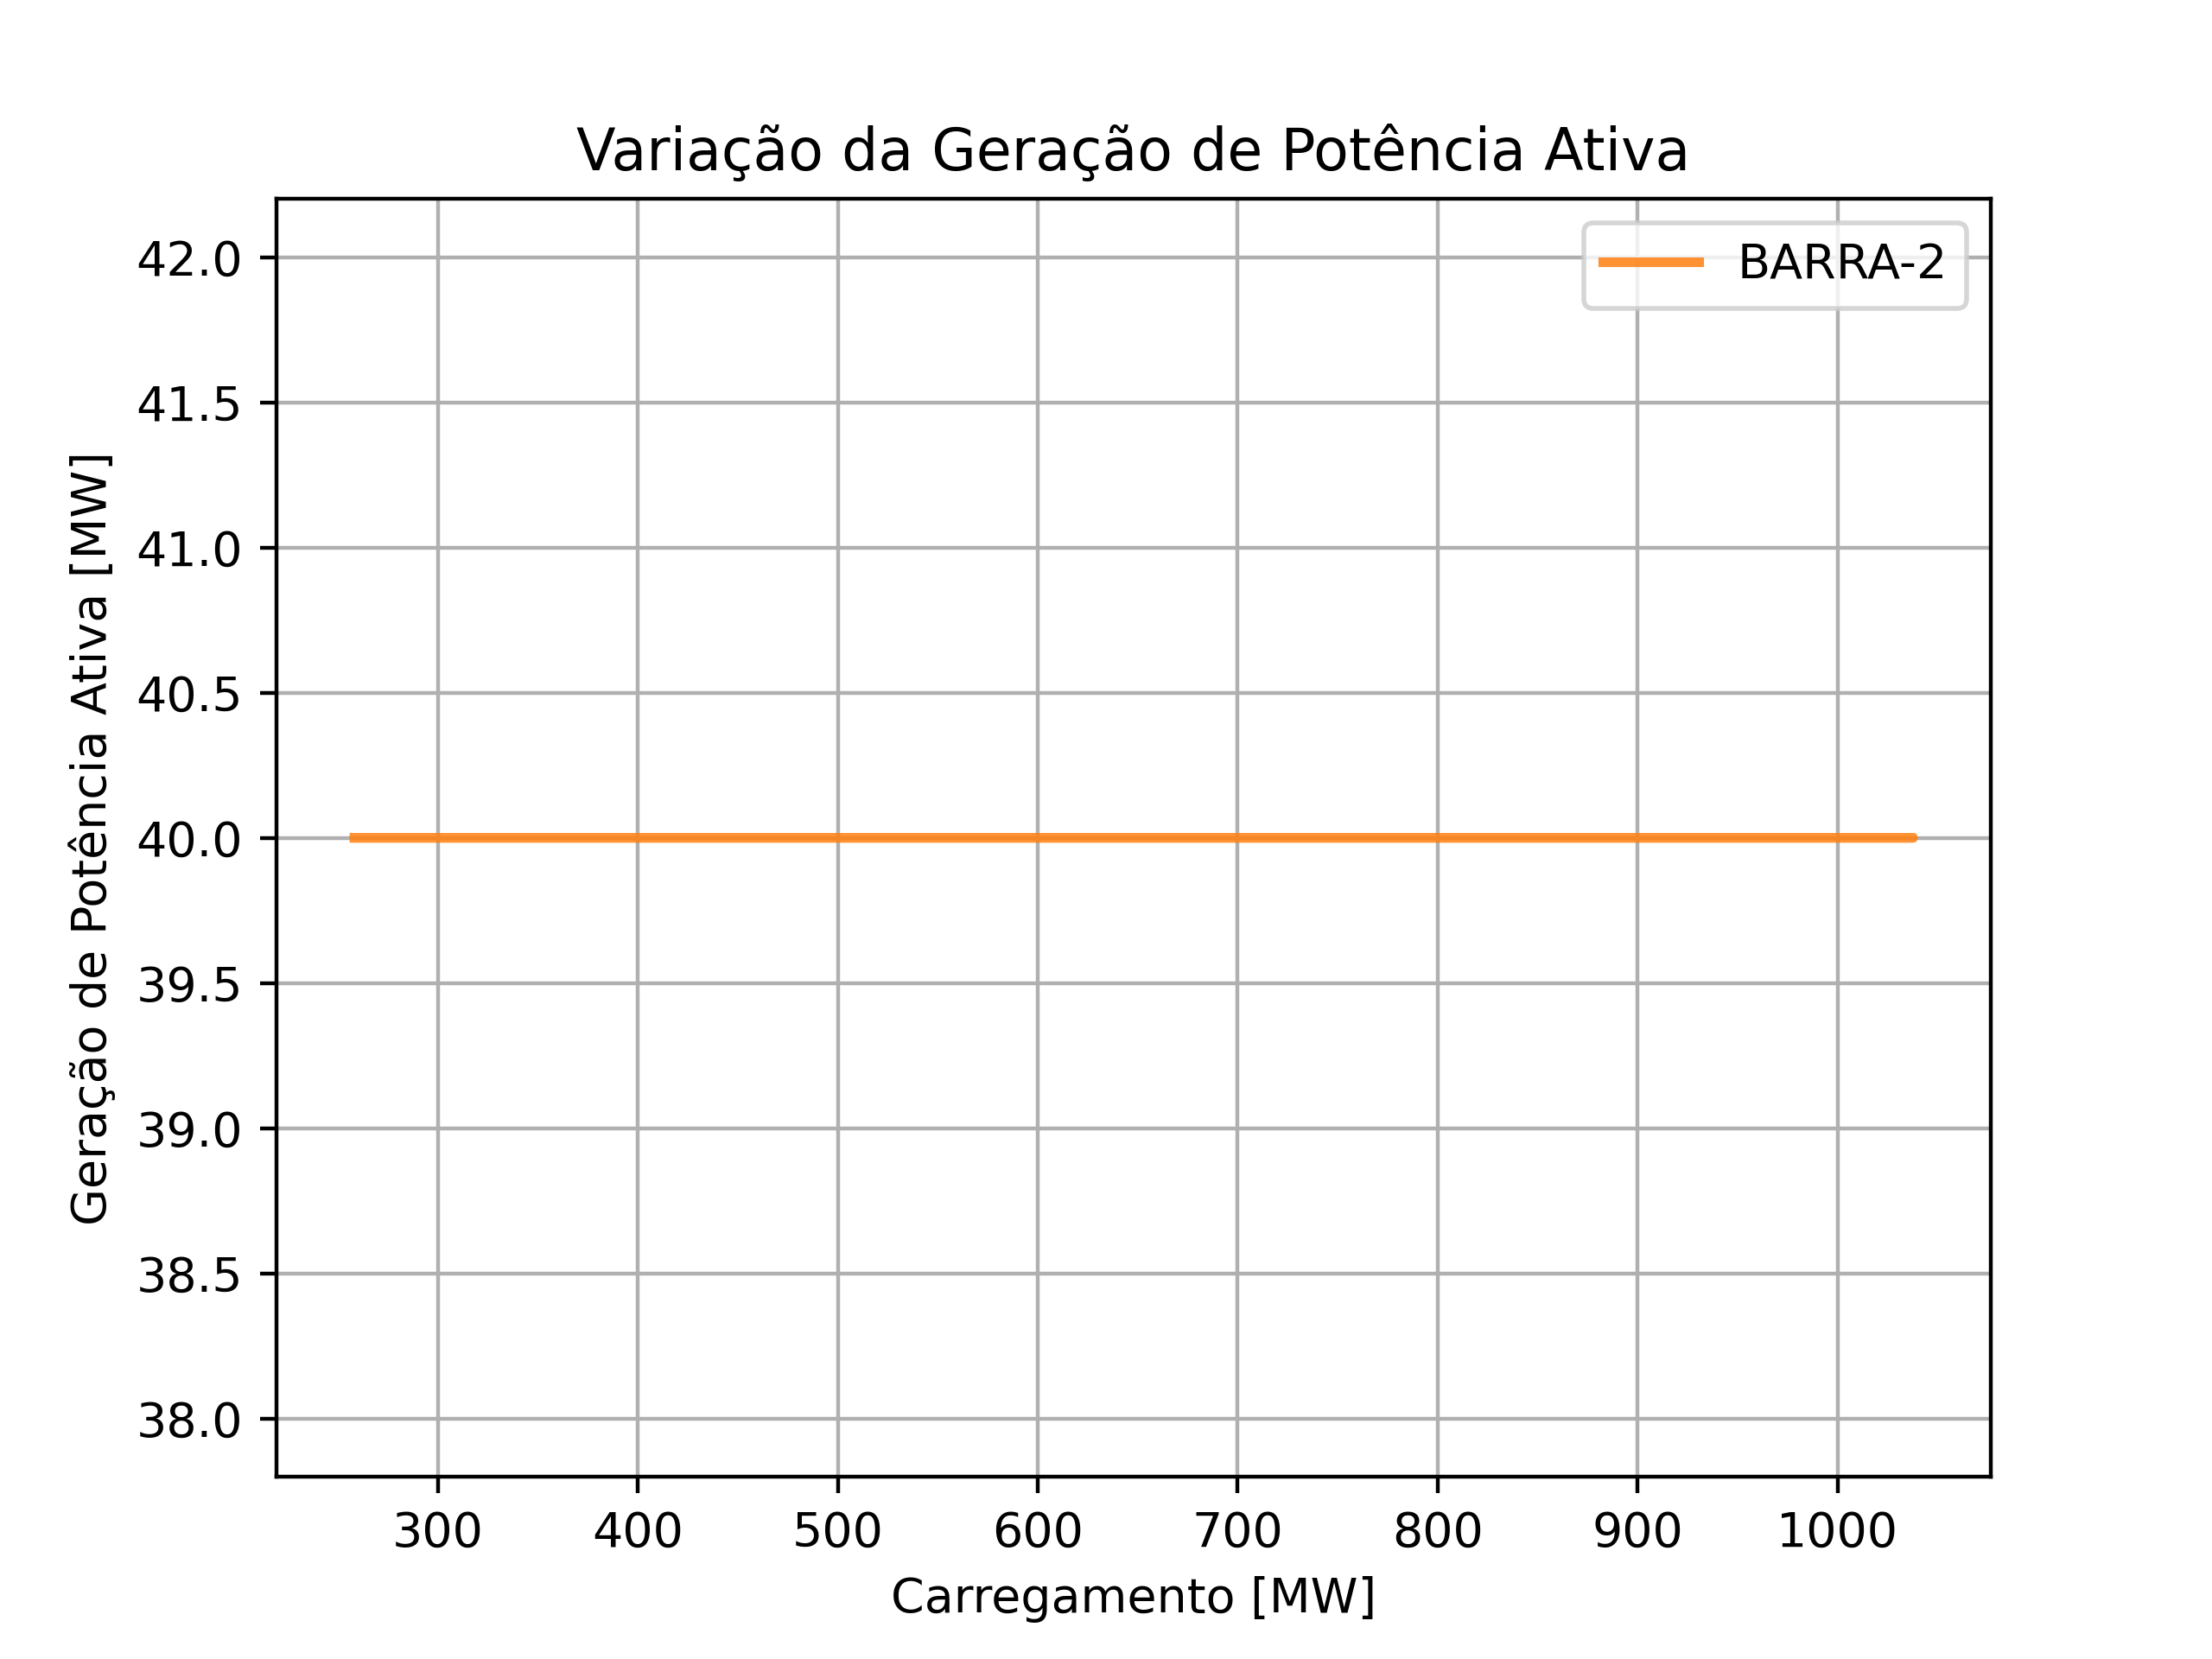 Variação da Geração de Potência Ativa
BARRA-2
Geração de Potência Ativa [MW]
42.0
41.5
41.0
40.5
40.0
39.5
39.0
38.5
38.0
300 400 500 600 700 800 900 1000
Carregamento [MW]